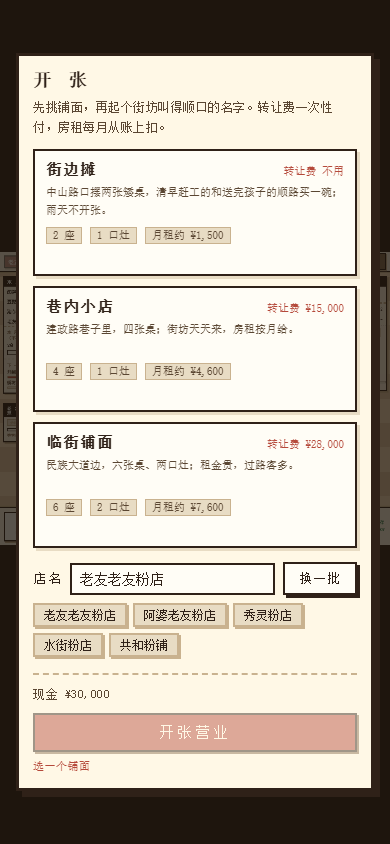 开 张
先挑铺面，再起个街坊叫得顺口的名字。转让费一次性
付，房租每月从账上扣。
街边摊 转让费 不用
中山路口摆两张矮桌，清早赶工的和送完孩子的顺路买一碗；
雨天不开张。
2 座 1 口灶 月租约 ¥1,500
巷内小店 转让费 ¥15,000
建政路巷子里，四张桌；街坊天天来，房租按月给。
4 座 1 口灶 月租约 ¥4,600
临街铺面 转让费 ¥28,000
民族大道边，六张桌、两口灶；租金贵，过路客多。
6 座 2 口灶 月租约 ¥7,600
店名 老友老友粉店 换一批
老友老友粉店 阿婆老友粉店 秀灵粉店
水街粉店 共和粉铺
现金 ¥30,000
开张营业
选一个铺面